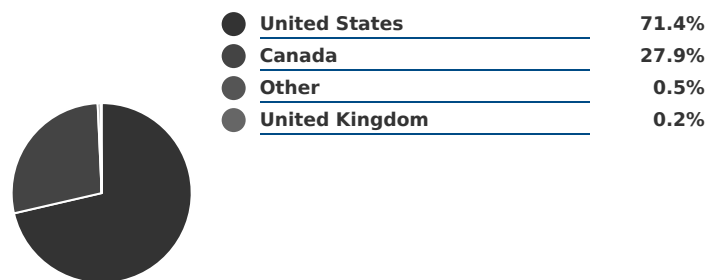 United States 71.4%
Canada 27.9%
Other 0.5%
United Kingdom 0.2%